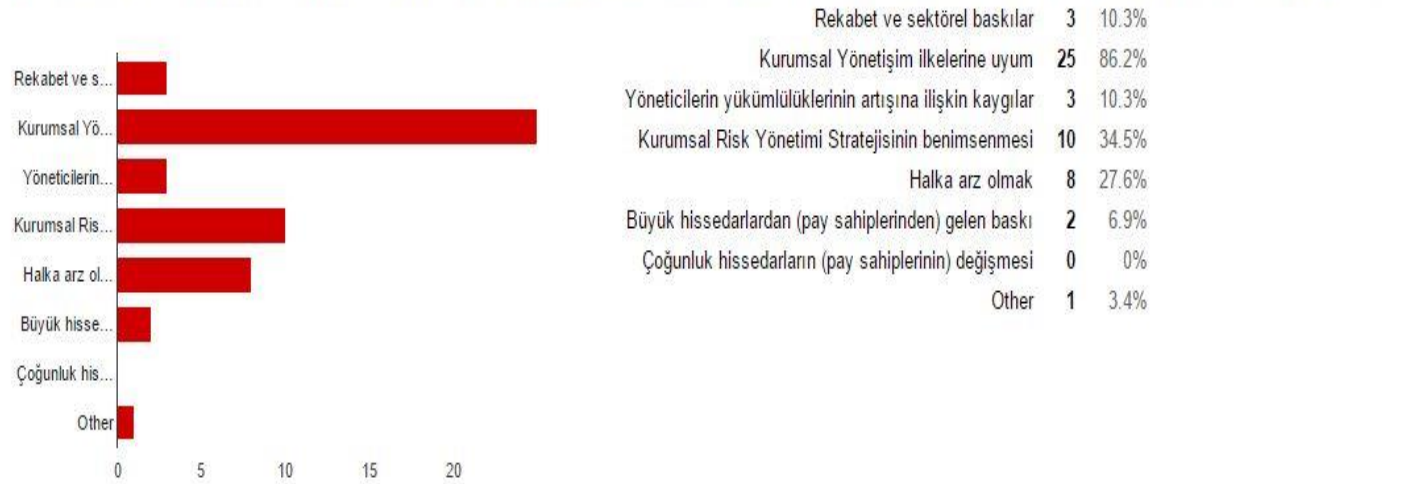 Rekabet ve s...
Kurumsal Yö...
Yöneticilerin...
Kurumsal Ris...
Halka arz ol...
Büyük hisse...
Çoğunluk his...
Other
0 5 10 15 20
Rekabet ve sektörel baskılar 3 10.3%
Kurumsal Yönetişim ilkelerine uyum 25 86.2%
Yöneticilerin yükümlülüklerinin artışına ilişkin kaygılar 3 10.3%
Kurumsal Risk Yönetimi Stratejisinin benimsenmesi 10 34.5%
Halka arz olmak 8 27.6%
Büyük hissedarlardan (pay sahiplerinden) gelen baskı 2 6.9%
Çoğunluk hissedarların (pay sahiplerinin) değişmesi 0 0%
Other 1 3.4%